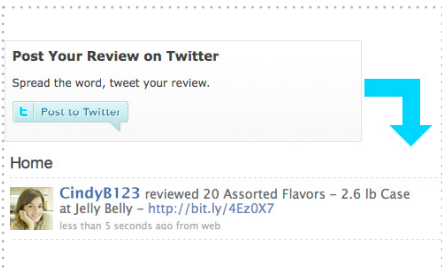 Post Your Review on Twitter
Spread the word, tweet your review.
t Post to Twitter
Home
CindyB123 reviewed 20 Assorted Flavors – 2.6 lb Case
at Jelly Belly – http://bit.ly/4Ez0X7
less than 5 seconds ago from web